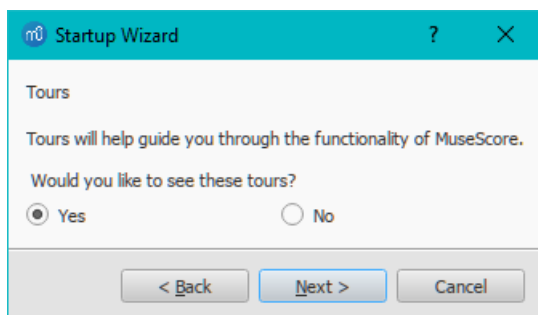 Startup Wizard ?
Tours
Tours will help guide you through the functionality of MuseScore.
Would you like to see these tours?
Yes No
< Back Next > Cancel